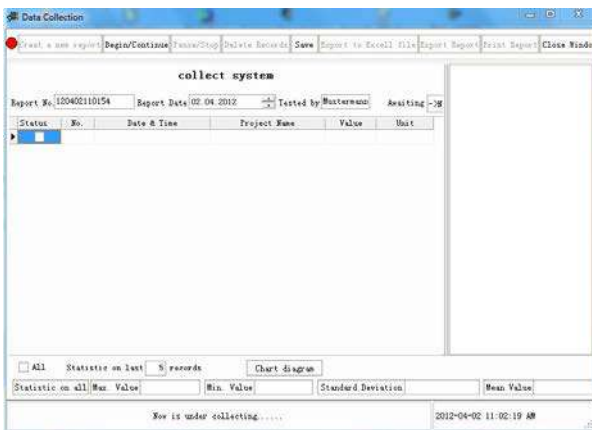 Data Collection
Creat a new report Begin/Continue Pause/Stop Delete Records Save Export to Excell File Export Report Print Report Close Windo
collect system
Report No. 120402110154 Report Date 02.04.2012 Tested by Mustermann Awaiting ->N
Status No. Date & Time Project Name Value Unit
All Statistic on last 5 records Chart diagram
Statistic on all Max. Value Min. Value Standard Deviation Mean Value
Now is under collecting......
2012-04-02 11:02:19 AM